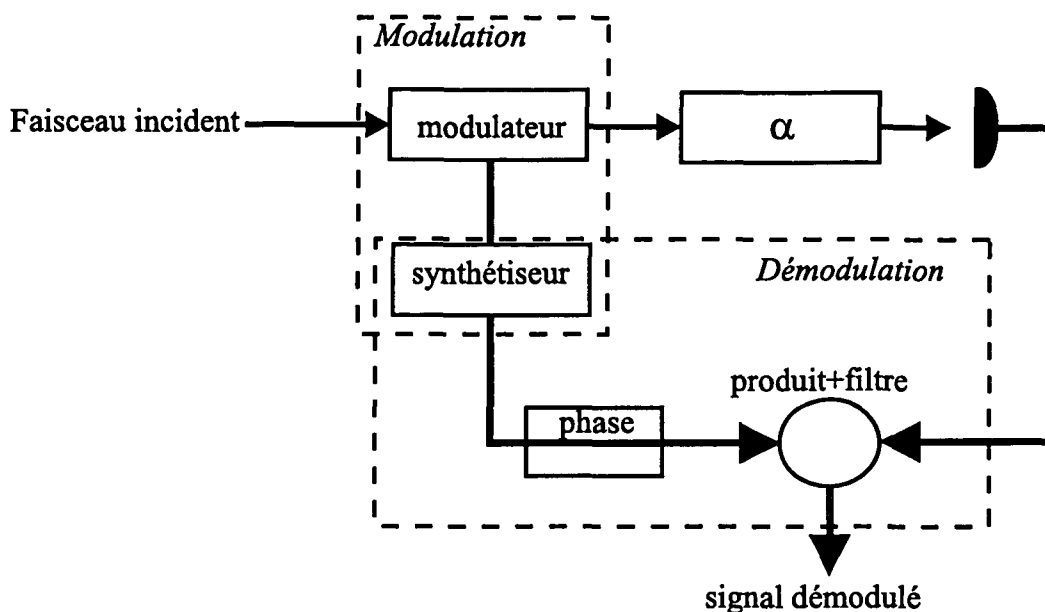 Modulation
Faisceau incident
modulateur
α
synthétiseur
Démodulation
produit+filtre
phase
signal démodulé